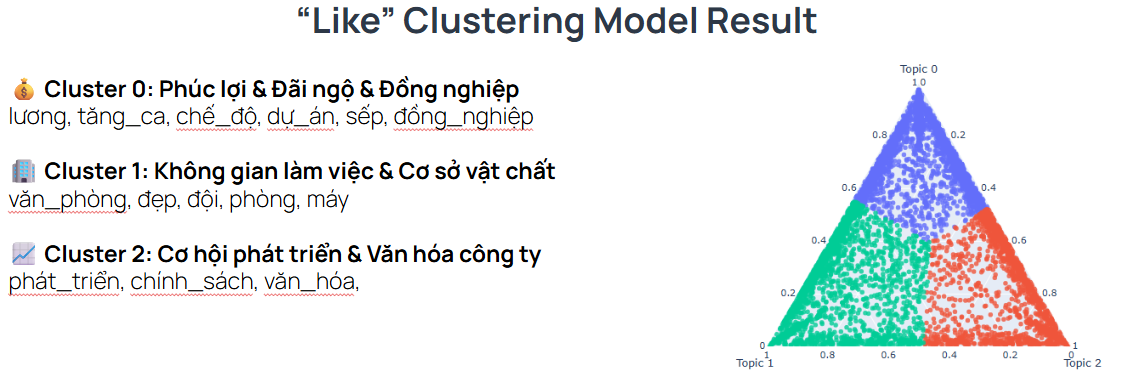 “Like” Clustering Model Result
Cluster 0: Phúc lợi & Đãi ngộ & Đồng nghiệp
lương, tăng_ca, chế_độ, dự_án, sếp, đồng_nghiệp
Cluster 1: Không gian làm việc & Cơ sở vật chất
văn_phòng, đẹp, đội, phòng, máy
Cluster 2: Cơ hội phát triển & Văn hóa công ty
phát_triển, chính_sách, văn_hóa,
Topic 0
1 0
0.8 0.2
0.6 0.4
0.4 0.6
0.2 0.8
0 1
1 0.8 0.6 0.4 0.2 0
Topic 1 Topic 2